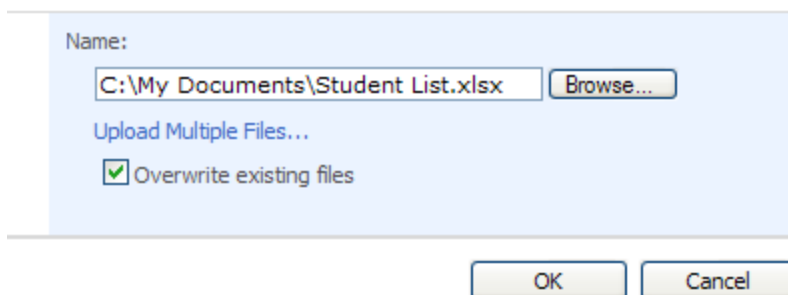 Name:
C:\My Documents\Student List.xlsx Browse...
Upload Multiple Files...
Overwrite existing files
OK Cancel